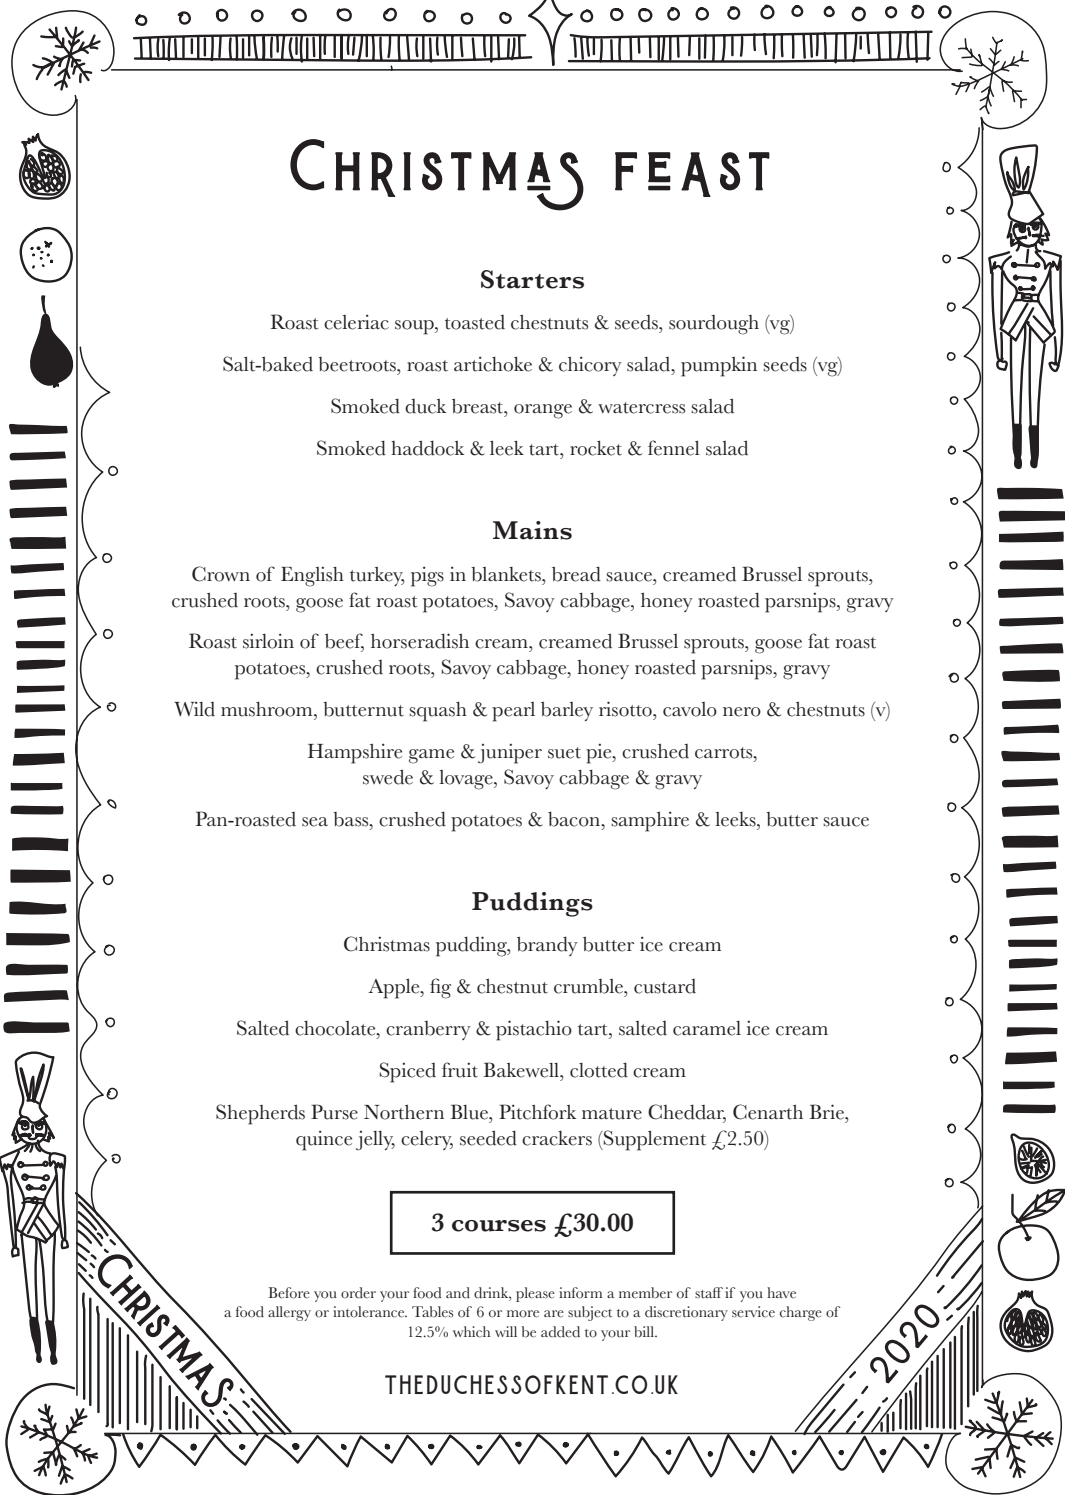 Christmas feast
Starters
Roast celeriac soup, toasted chestnuts & seeds, sourdough (vg)
Salt-baked beetroots, roast artichoke & chicory salad, pumpkin seeds (vg)
Smoked duck breast, orange & watercress salad
Smoked haddock & leek tart, rocket & fennel salad
Mains
Crown of English turkey, pigs in blankets, bread sauce, creamed Brussel sprouts,
crushed roots, goose fat roast potatoes, Savoy cabbage, honey roasted parsnips, gravy
Roast sirloin of beef, horseradish cream, creamed Brussel sprouts, goose fat roast
potatoes, crushed roots, Savoy cabbage, honey roasted parsnips, gravy
Wild mushroom, butternut squash & pearl barley risotto, cavolo nero & chestnuts (v)
Hampshire game & juniper suet pie, crushed carrots,
swede & lovage, Savoy cabbage & gravy
Pan-roasted sea bass, crushed potatoes & bacon, samphire & leeks, butter sauce
Puddings
Christmas pudding, brandy butter ice cream
Apple, fig & chestnut crumble, custard
Salted chocolate, cranberry & pistachio tart, salted caramel ice cream
Spiced fruit Bakewell, clotted cream
Shepherds Purse Northern Blue, Pitchfork mature Cheddar, Cenarth Brie,
quince jelly, celery, seeded crackers (Supplement £2.50)
3 courses £30.00
Before you order your food and drink, please inform a member of staff if you have
a food allergy or intolerance. Tables of 6 or more are subject to a discretionary service charge of
12.5% which will be added to your bill.
THEDUCHESSOFKENT.CO.UK
CHRISTMAS
2020